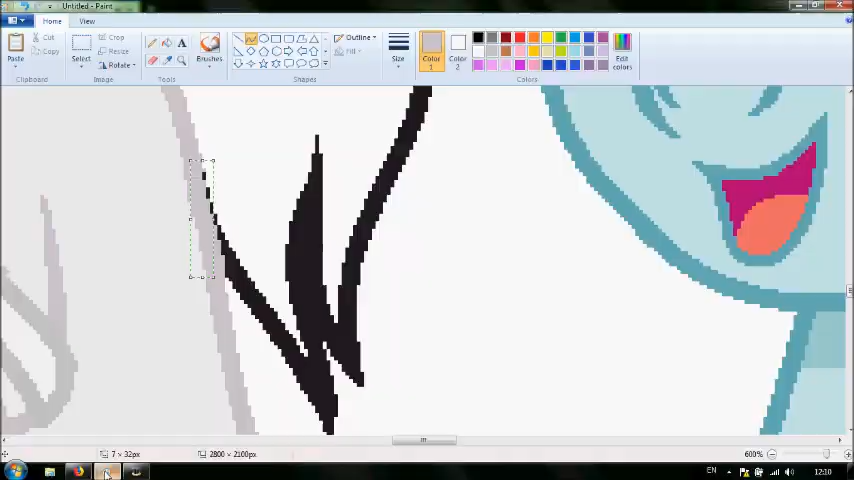 Untitled - Paint
Home View
Cut
Copy
Paste
Crop
Resize
Rotate
Select
A
Brushes
Outline
Fill
Size
Color 1
Color 2
Edit colors
Clipboard Image Tools Shapes Colors
7 × 32px 2800 × 2100px 600%
EN 12:10